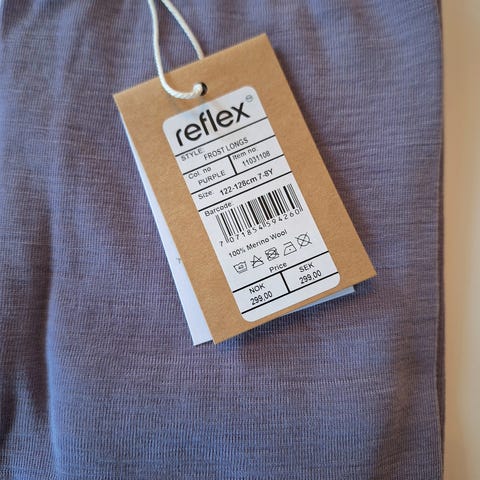 reflex
STYLE: FROST LONGS
Col. no Item no:
PURPLE 11031108
Size: 122-128cm 7-8Y
Barcode:
7 071854 594260
100% Merino Wool
Price
NOK SEK
299.00 299.00